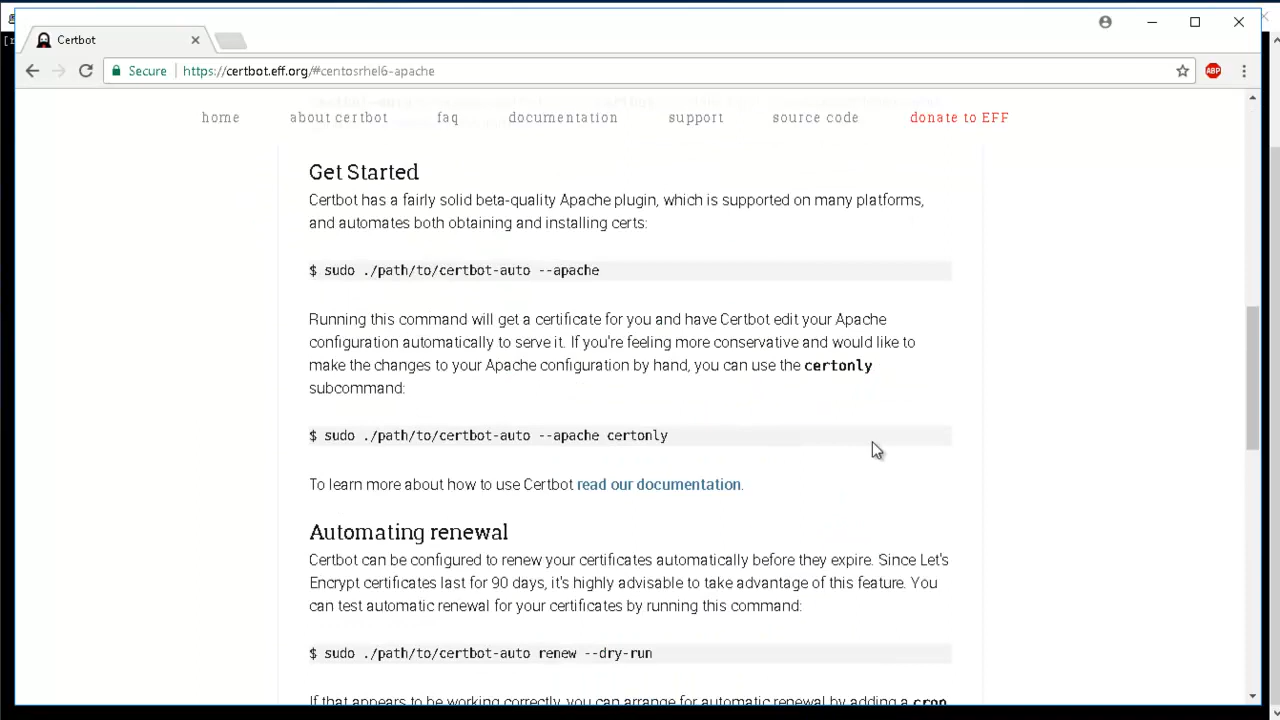 Certbot
Secure
https://certbot.eff.org/#centosrhel6-apache
ABP
home about certbot faq documentation support source code donate to EFF
Get Started
Certbot has a fairly solid beta-quality Apache plugin, which is supported on many platforms,
and automates both obtaining and installing certs:
$ sudo ./path/to/certbot-auto --apache
Running this command will get a certificate for you and have Certbot edit your Apache
configuration automatically to serve it. If you're feeling more conservative and would like to
make the changes to your Apache configuration by hand, you can use the certonly
subcommand:
$ sudo ./path/to/certbot-auto --apache certonly
To learn more about how to use Certbot read our documentation.
Automating renewal
Certbot can be configured to renew your certificates automatically before they expire. Since Let's
Encrypt certificates last for 90 days, it's highly advisable to take advantage of this feature. You
can test automatic renewal for your certificates by running this command:
$ sudo ./path/to/certbot-auto renew --dry-run
If that appears to be working correctly, you can arrange for automatic renewal by adding a cron